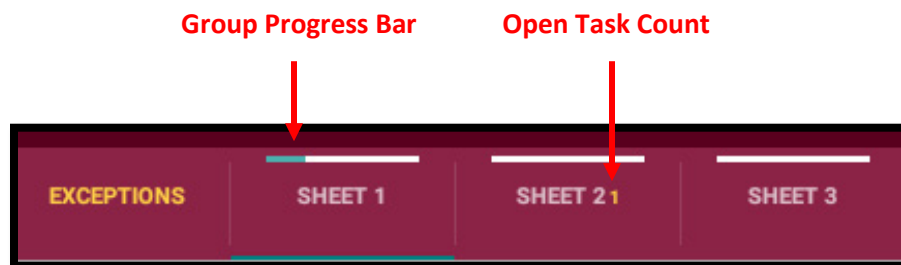 Group Progress Bar Open Task Count
EXCEPTIONS SHEET 1 SHEET 2 1 SHEET 3